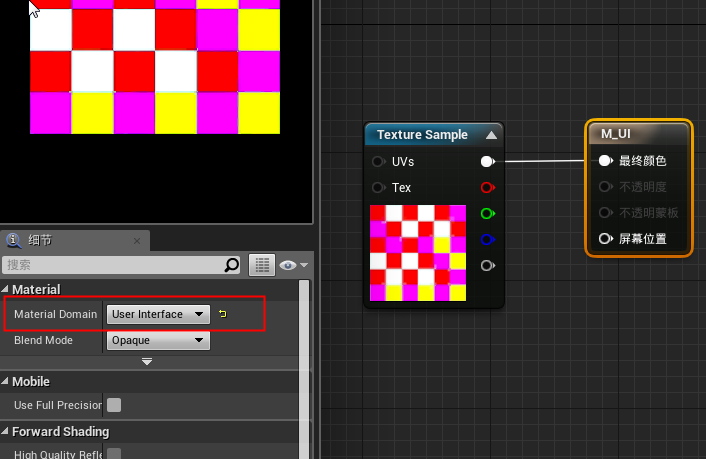 Texture Sample
UVs
Tex
M_UI
最终颜色
不透明度
不透明蒙板
屏幕位置
细节
搜索
Material
Material Domain
User Interface
Blend Mode
Opaque
Mobile
Use Full Precision
Forward Shading
High Quality Refle